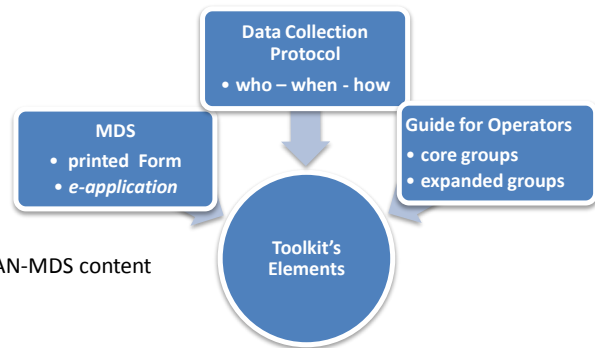 Data Collection
Protocol
• who – when - how
MDS
• printed Form
• e-application
Guide for Operators
• core groups
• expanded groups
Toolkit's
Elements
AN-MDS content